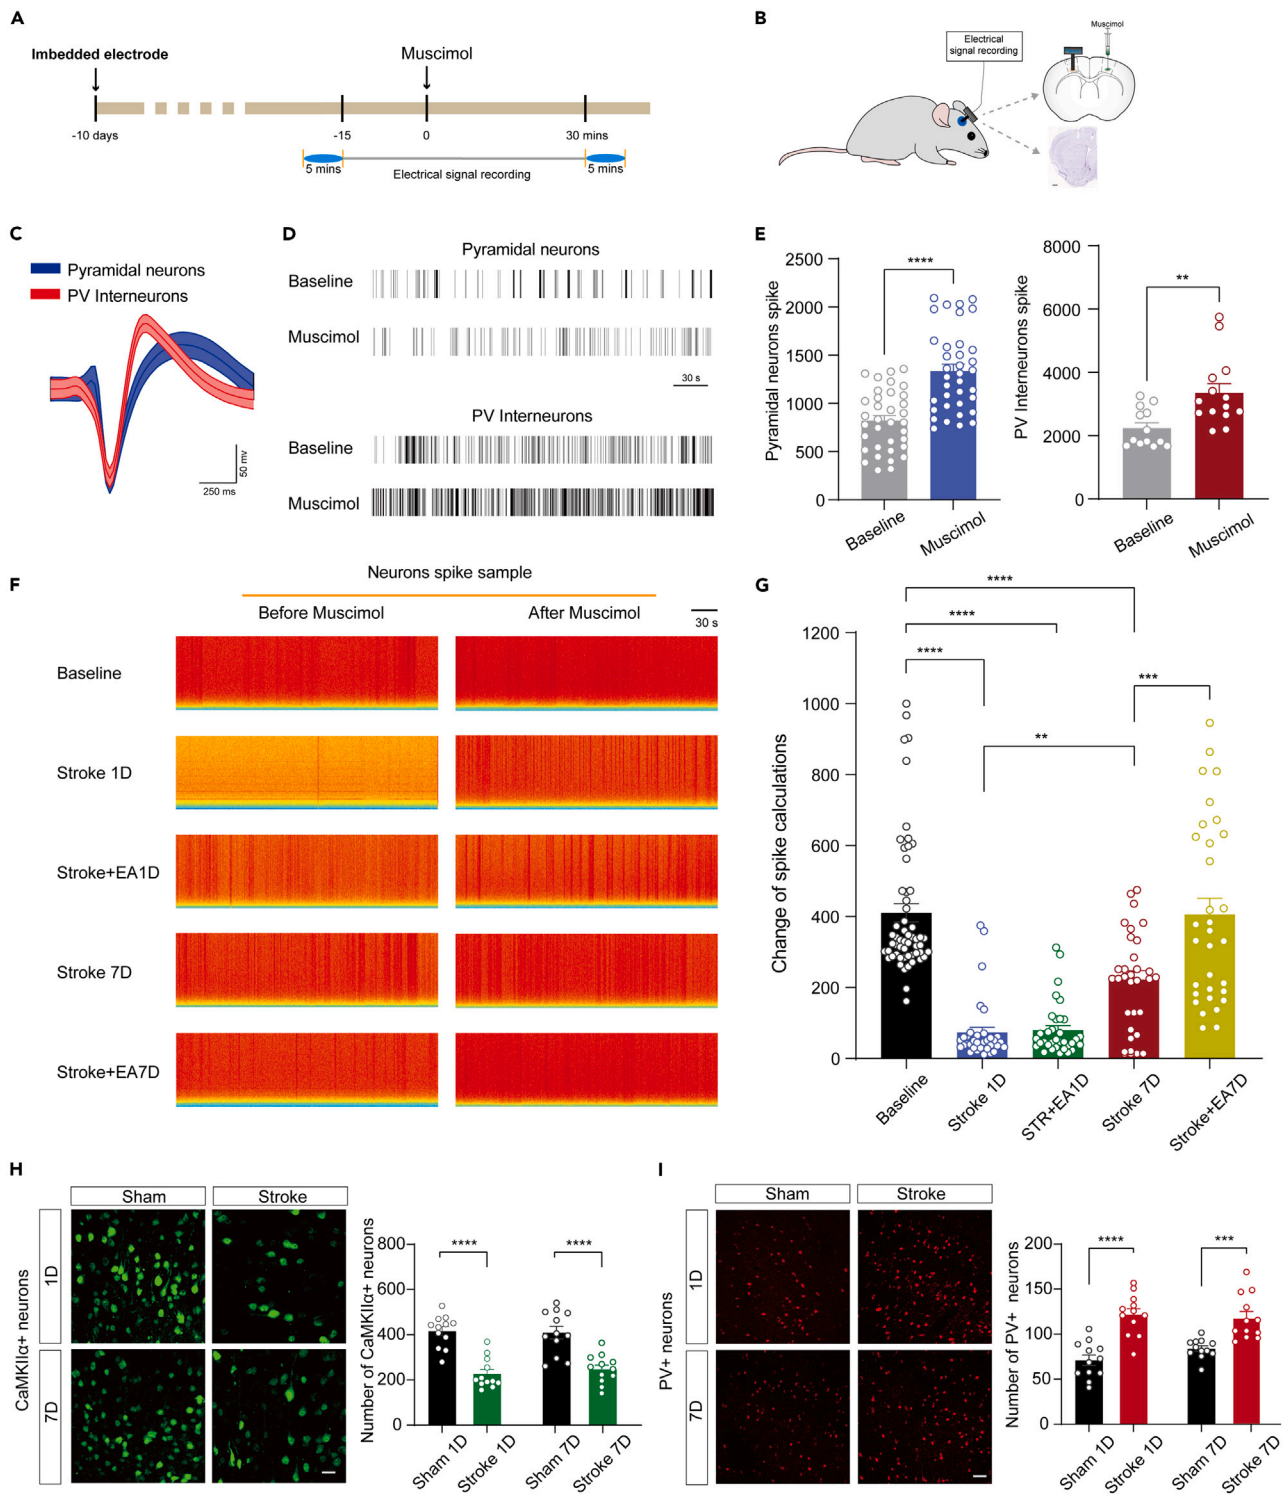 A
Imbedded electrode
Muscimol
-10 days
-15
0
30 mins
5 mins
Electrical signal recording
5 mins
B
Electrical
signal recording
Muscimol
C
Pyramidal neurons
PV Interneurons
50 mv
250 ms
D
Pyramidal neurons
Baseline
Muscimol
30 s
PV Interneurons
Baseline
Muscimol
E
Pyramidal neurons spike
2500
2000
1500
1000
500
0
****
Baseline
Muscimol
PV Interneurons spike
8000
6000
4000
2000
0
**
Baseline
Muscimol
F
Neurons spike sample
Before Muscimol
After Muscimol
30 s
Baseline
Stroke 1D
Stroke+EA1D
Stroke 7D
Stroke+EA7D
G
Change of spike calculations
1200
1000
800
600
400
200
0
****
****
****
***
**
Baseline
Stroke 1D
STR+EA1D
Stroke 7D
Stroke+EA7D
H
Sham
Stroke
CaMKIIα+ neurons
1D
7D
Number of CaMKIIα+ neurons
800
600
400
200
0
****
****
Sham 1D
Stroke 1D
Sham 7D
Stroke 7D
I
Sham
Stroke
PV+ neurons
1D
7D
Number of PV+ neurons
200
150
100
50
0
****
***
Sham 1D
Stroke 1D
Sham 7D
Stroke 7D